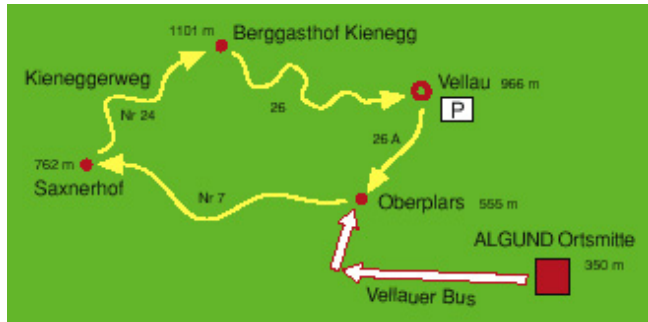 1101 m Berggasthof Kienegg
Kieneggerweg
Vellau 966 m
P
26
Nr 24
26 A
762 m
Saxnerhof
Nr 7
Oberplars 555 m
ALGUND Ortsmitte
350 m
Vellauer Bus